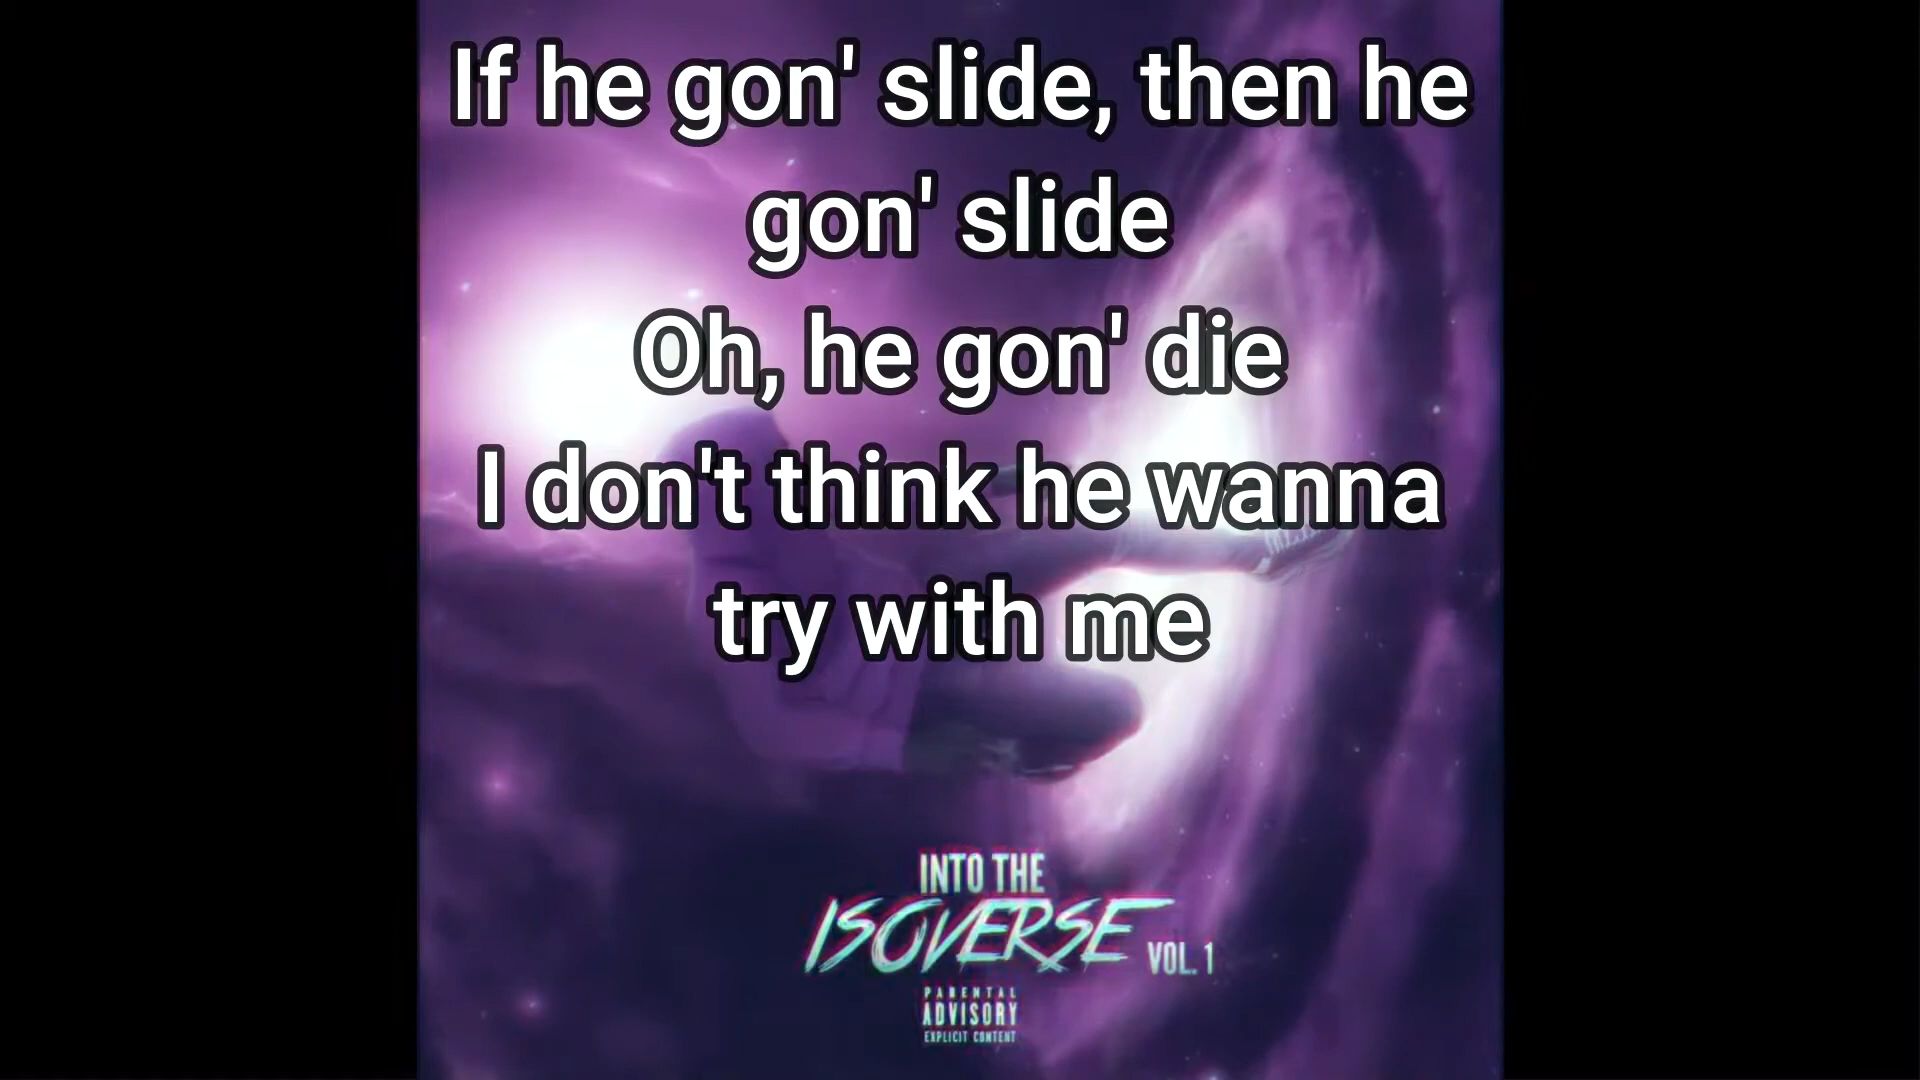 If he gon' slide, then he
gon' slide
Oh, he gon' die
I don't think he wanna
try with me
INTO THE
ISOVERSE VOL. 1
PARENTAL
ADVISORY
EXPLICIT CONTENT